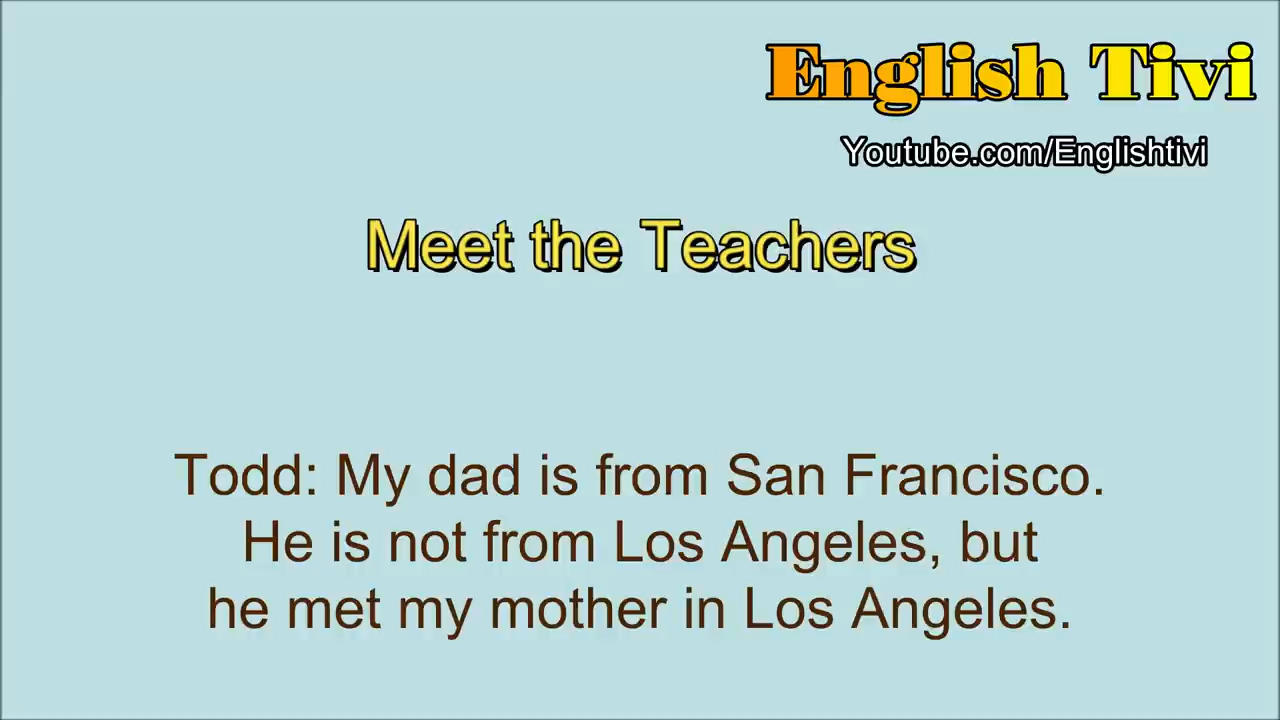 English Tivi
Youtube.com/Englishtivi
Meet the Teachers
Todd: My dad is from San Francisco.
He is not from Los Angeles, but
he met my mother in Los Angeles.